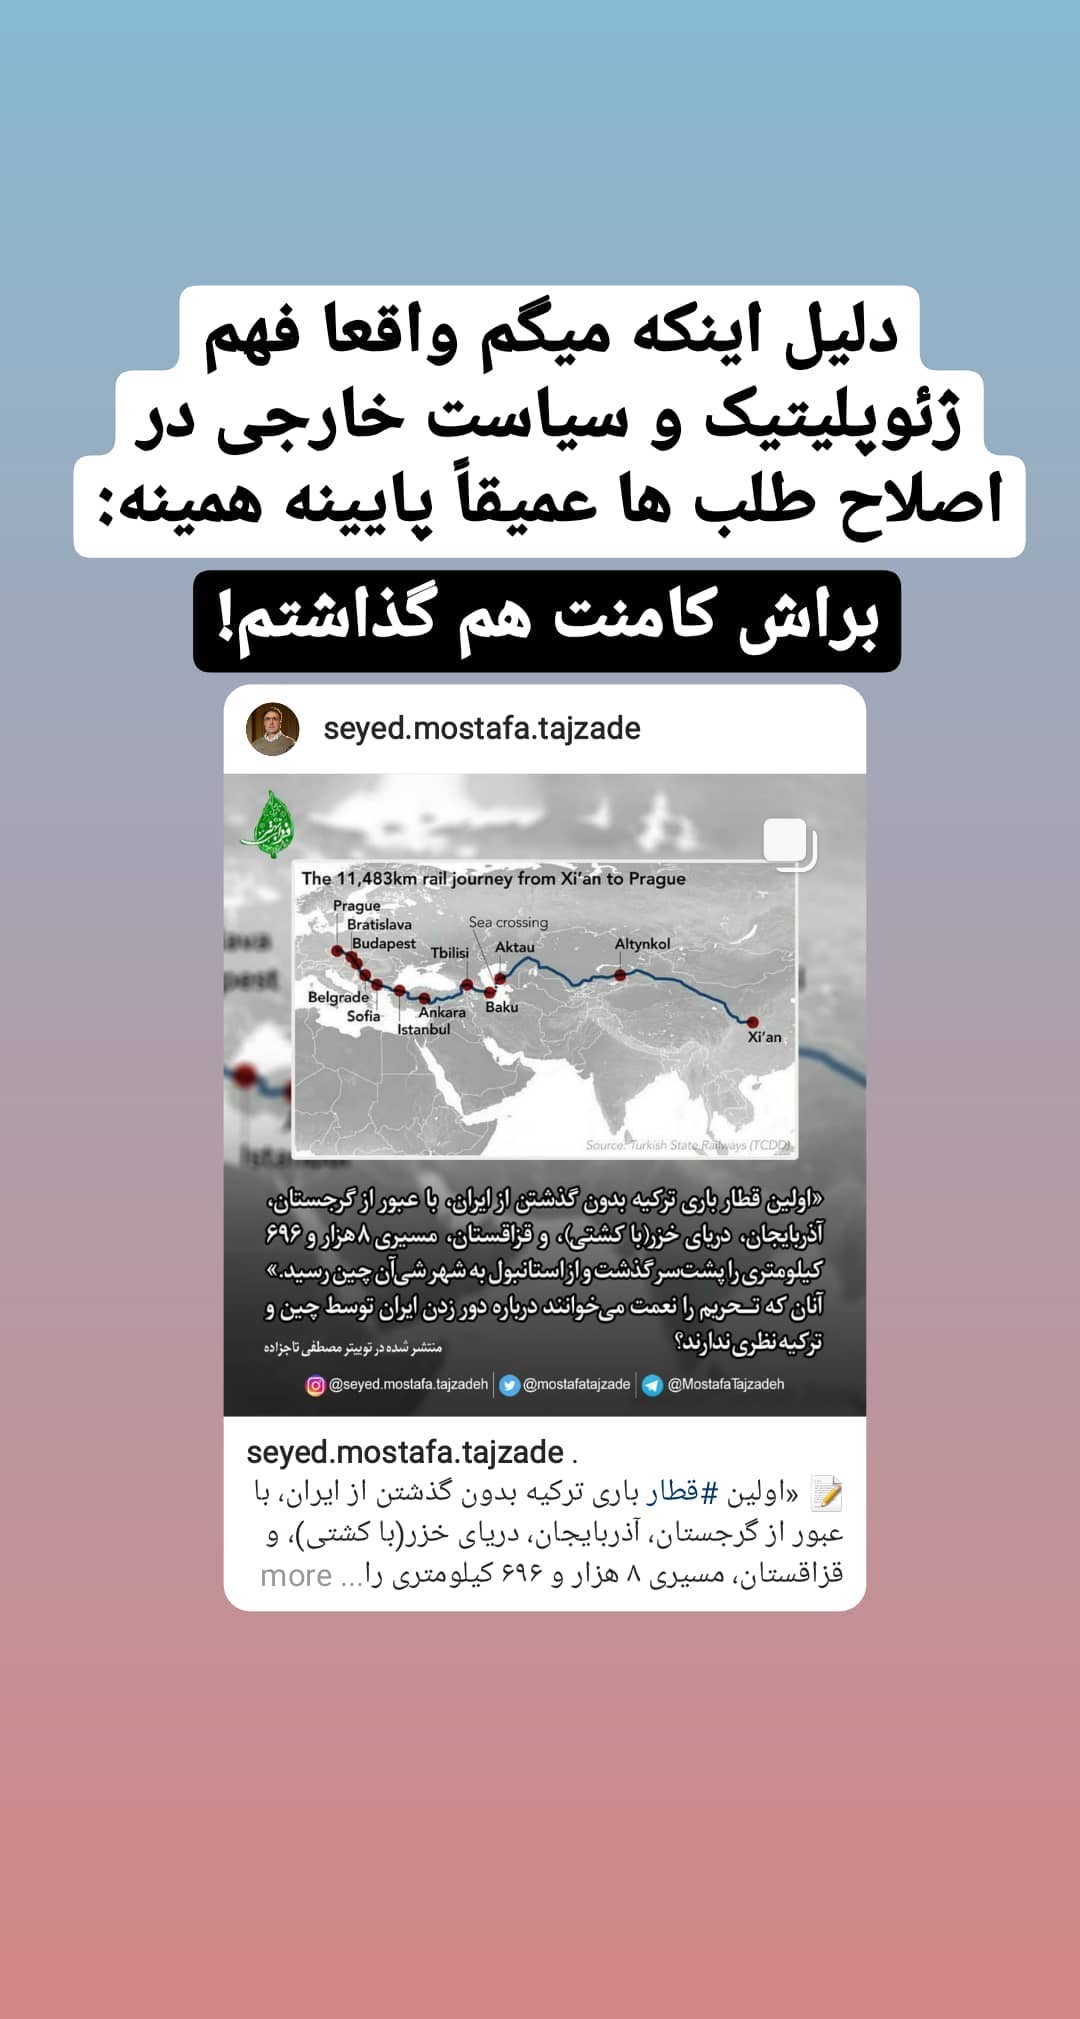 دلیل اینکه میگم واقعا فهم
ژئوپلیتیک و سیاست خارجی در
اصلاح طلب ها عمیقاً پایینه همینه:
براش کامنت هم گذاشتم!
seyed.mostafa.tajzade
The 11,483km rail journey from Xi'an to Prague
Prague
Bratislava
Budapest
Sea crossing
Tbilisi
Aktau
Altynkol
Belgrade
Sofia
Ankara
Baku
Istanbul
Xi'an
Source: Turkish State Railways (TCDD)
«اولین قطار باری ترکیه بدون گذشتن از ایران، با عبور از گرجستان،
آذربایجان، دریای خزر(با کشتی)، و قزاقستان، مسیری ۸ هزار و ۶۹۶
کیلومتری را پشت‌سر گذشت و از استانبول به شهر شی‌آن چین رسید.»
آنان که تـحریم را نعمت می‌خوانند درباره دور زدن ایران توسط چین و
ترکیه نظری ندارند؟
منتشر شده در توییتر مصطفی تاجزاده
@seyed.mostafa.tajzadeh @mostafatajzade @MostafaTajzadeh
seyed.mostafa.tajzade .
📝 «اولین #قطار باری ترکیه بدون گذشتن از ایران، با
عبور از گرجستان، آذربایجان، دریای خزر(با کشتی)، و
قزاقستان، مسیری ۸ هزار و ۶۹۶ کیلومتری را... more